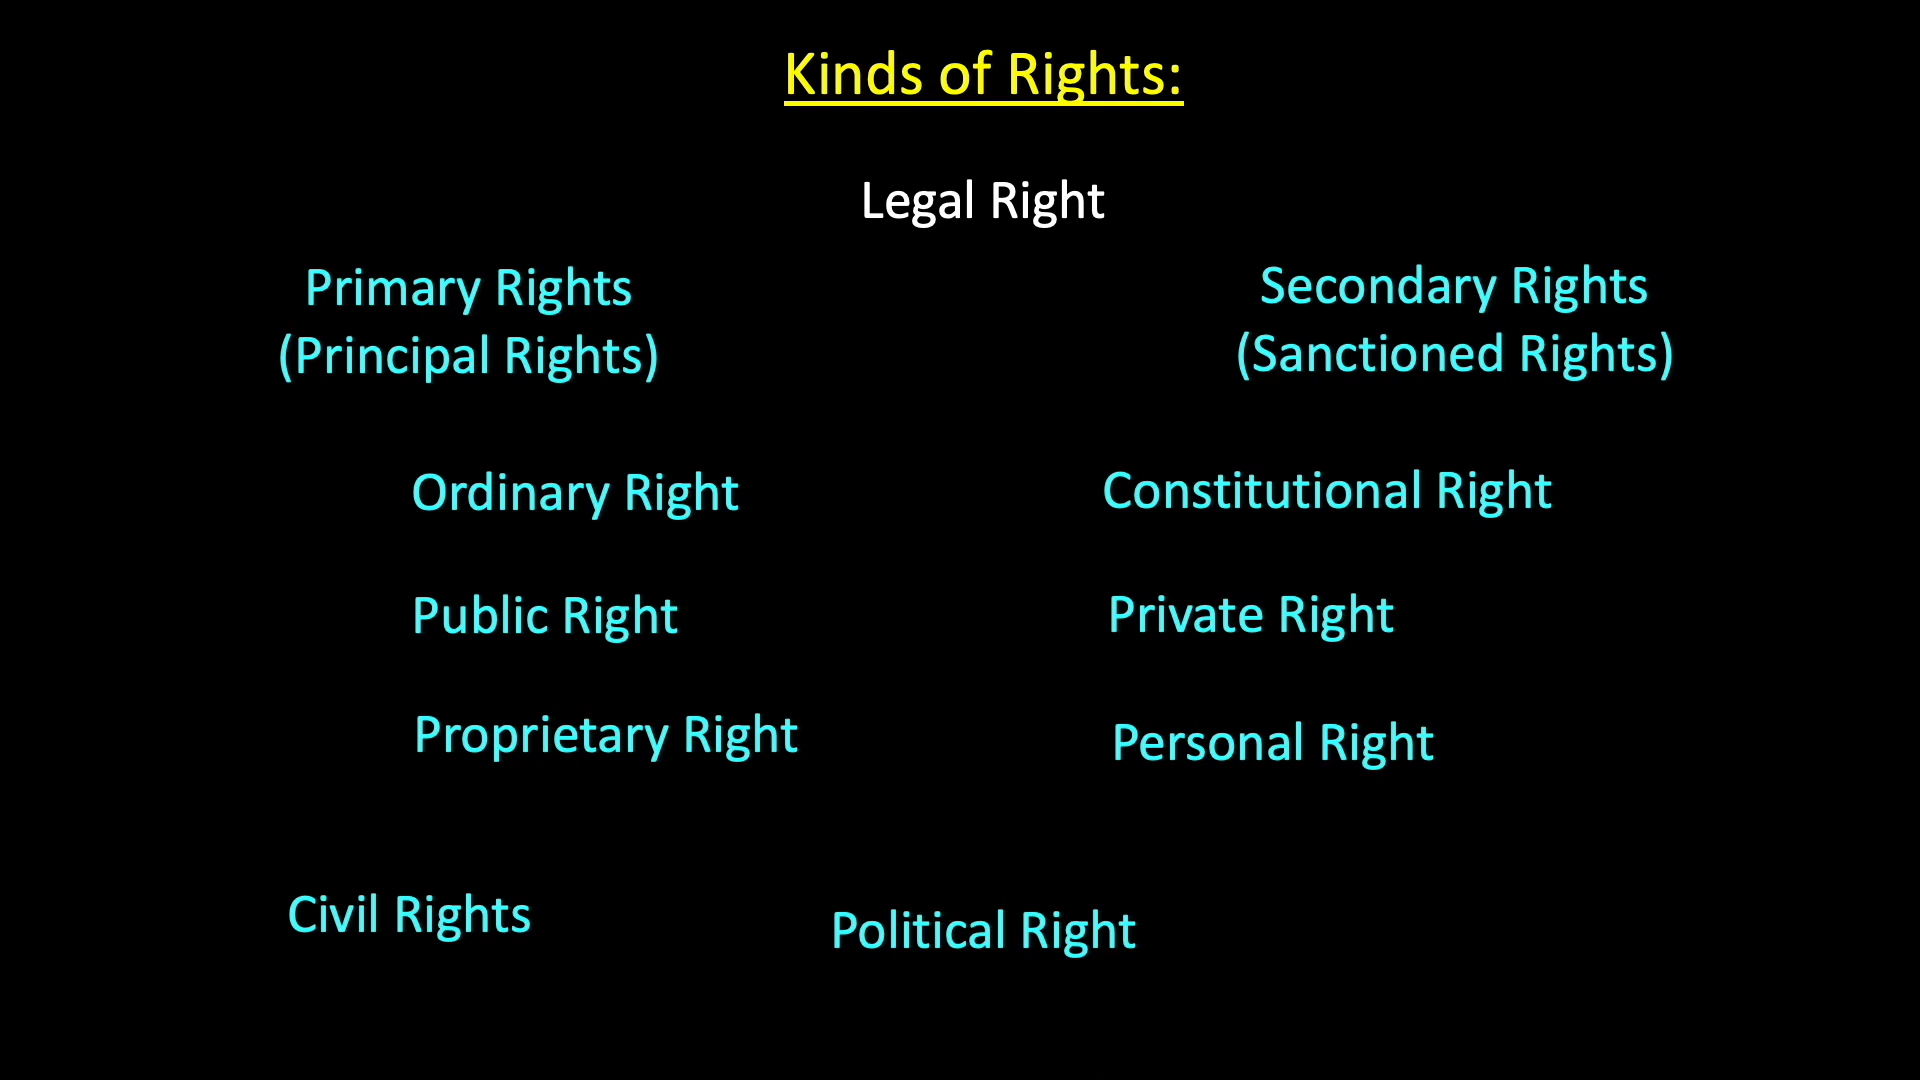 Kinds of Rights:
Legal Right
Primary Rights
(Principal Rights)
Secondary Rights
(Sanctioned Rights)
Ordinary Right
Constitutional Right
Public Right
Private Right
Proprietary Right
Personal Right
Civil Rights
Political Right